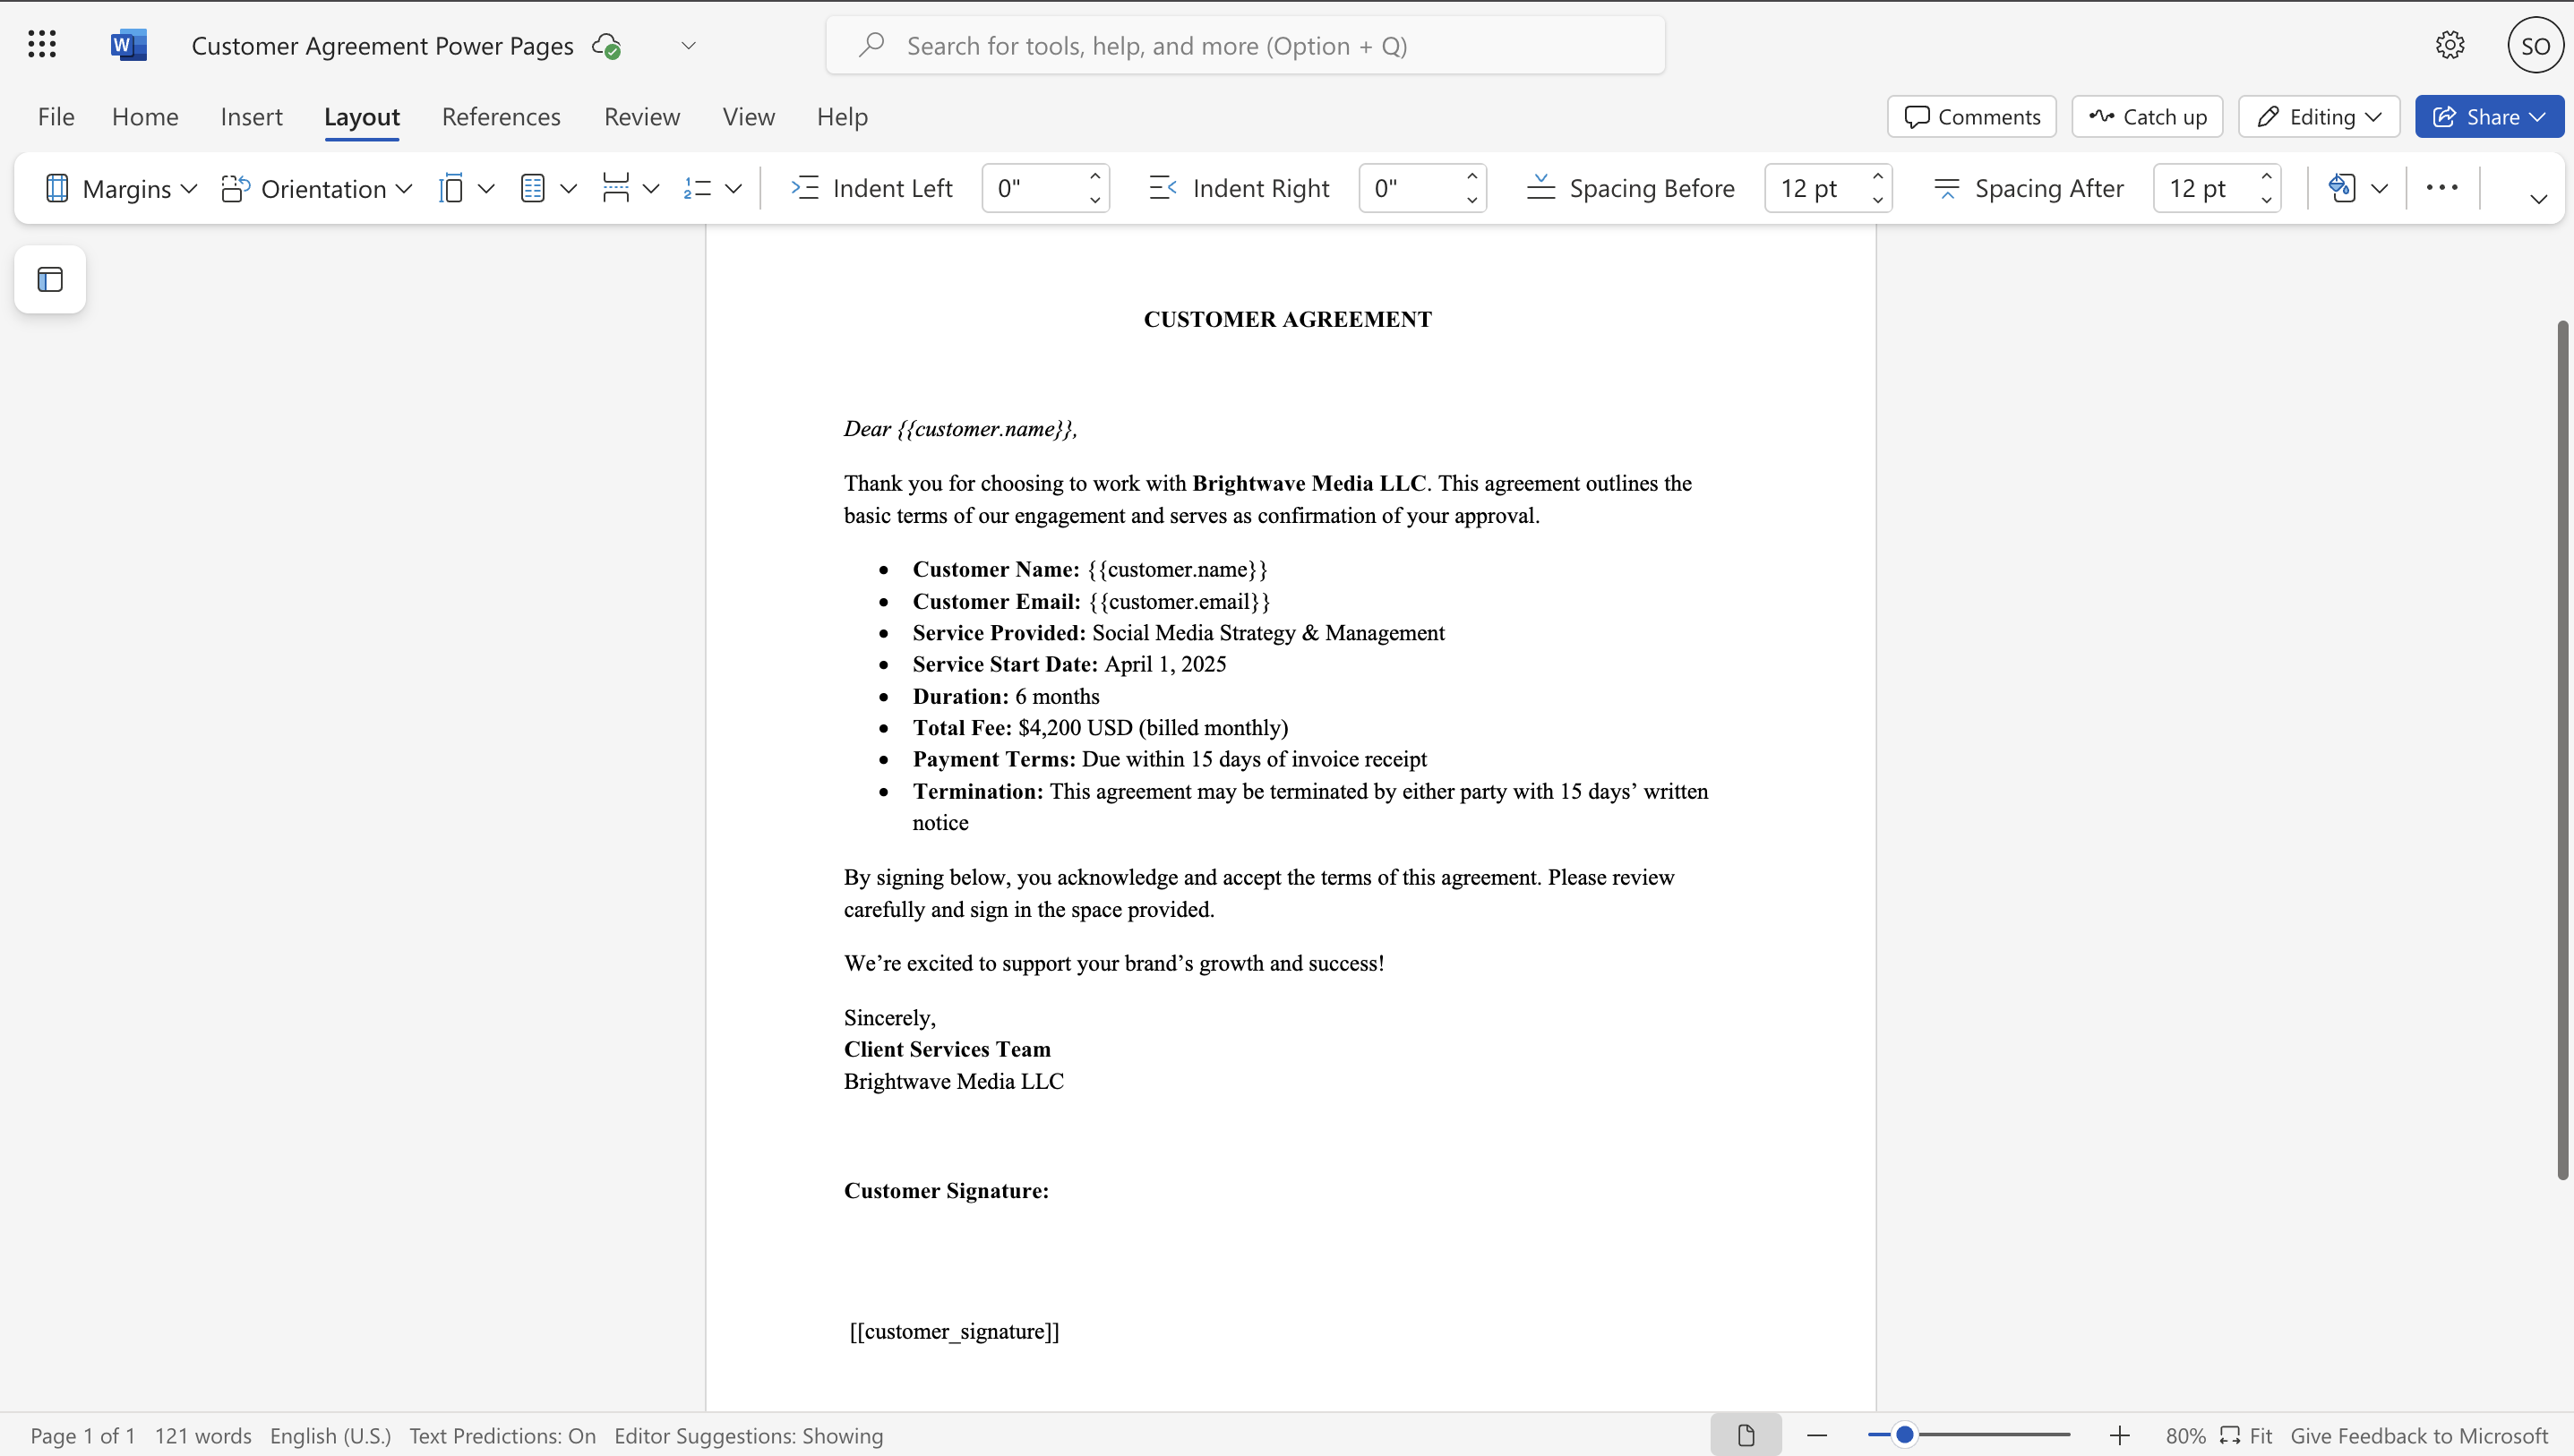 Customer Agreement Power Pages
Search for tools, help, and more (Option + Q)
SO
File Home Insert Layout References Review View Help
Comments Catch up Editing Share
Margins Orientation Indent Left 0" Indent Right 0" Spacing Before 12 pt Spacing After 12 pt
CUSTOMER AGREEMENT
Dear {{customer.name}},
Thank you for choosing to work with Brightwave Media LLC. This agreement outlines the
basic terms of our engagement and serves as confirmation of your approval.
• Customer Name: {{customer.name}}
• Customer Email: {{customer.email}}
• Service Provided: Social Media Strategy & Management
• Service Start Date: April 1, 2025
• Duration: 6 months
• Total Fee: $4,200 USD (billed monthly)
• Payment Terms: Due within 15 days of invoice receipt
• Termination: This agreement may be terminated by either party with 15 days’ written
notice
By signing below, you acknowledge and accept the terms of this agreement. Please review
carefully and sign in the space provided.
We’re excited to support your brand’s growth and success!
Sincerely,
Client Services Team
Brightwave Media LLC
Customer Signature:
[[customer_signature]]
Page 1 of 1 121 words English (U.S.) Text Predictions: On Editor Suggestions: Showing 80% Fit Give Feedback to Microsoft